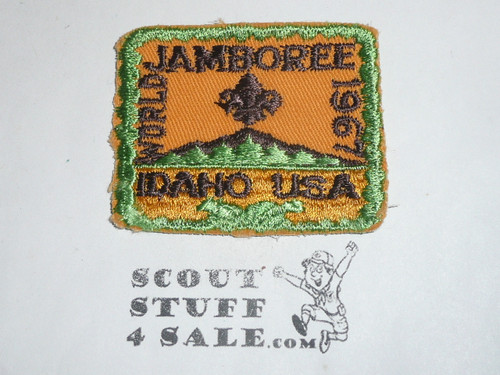 JAMBOREE
WORLD
1967
IDAHO USA
SCOUT
STUFF
4 SALE.COM